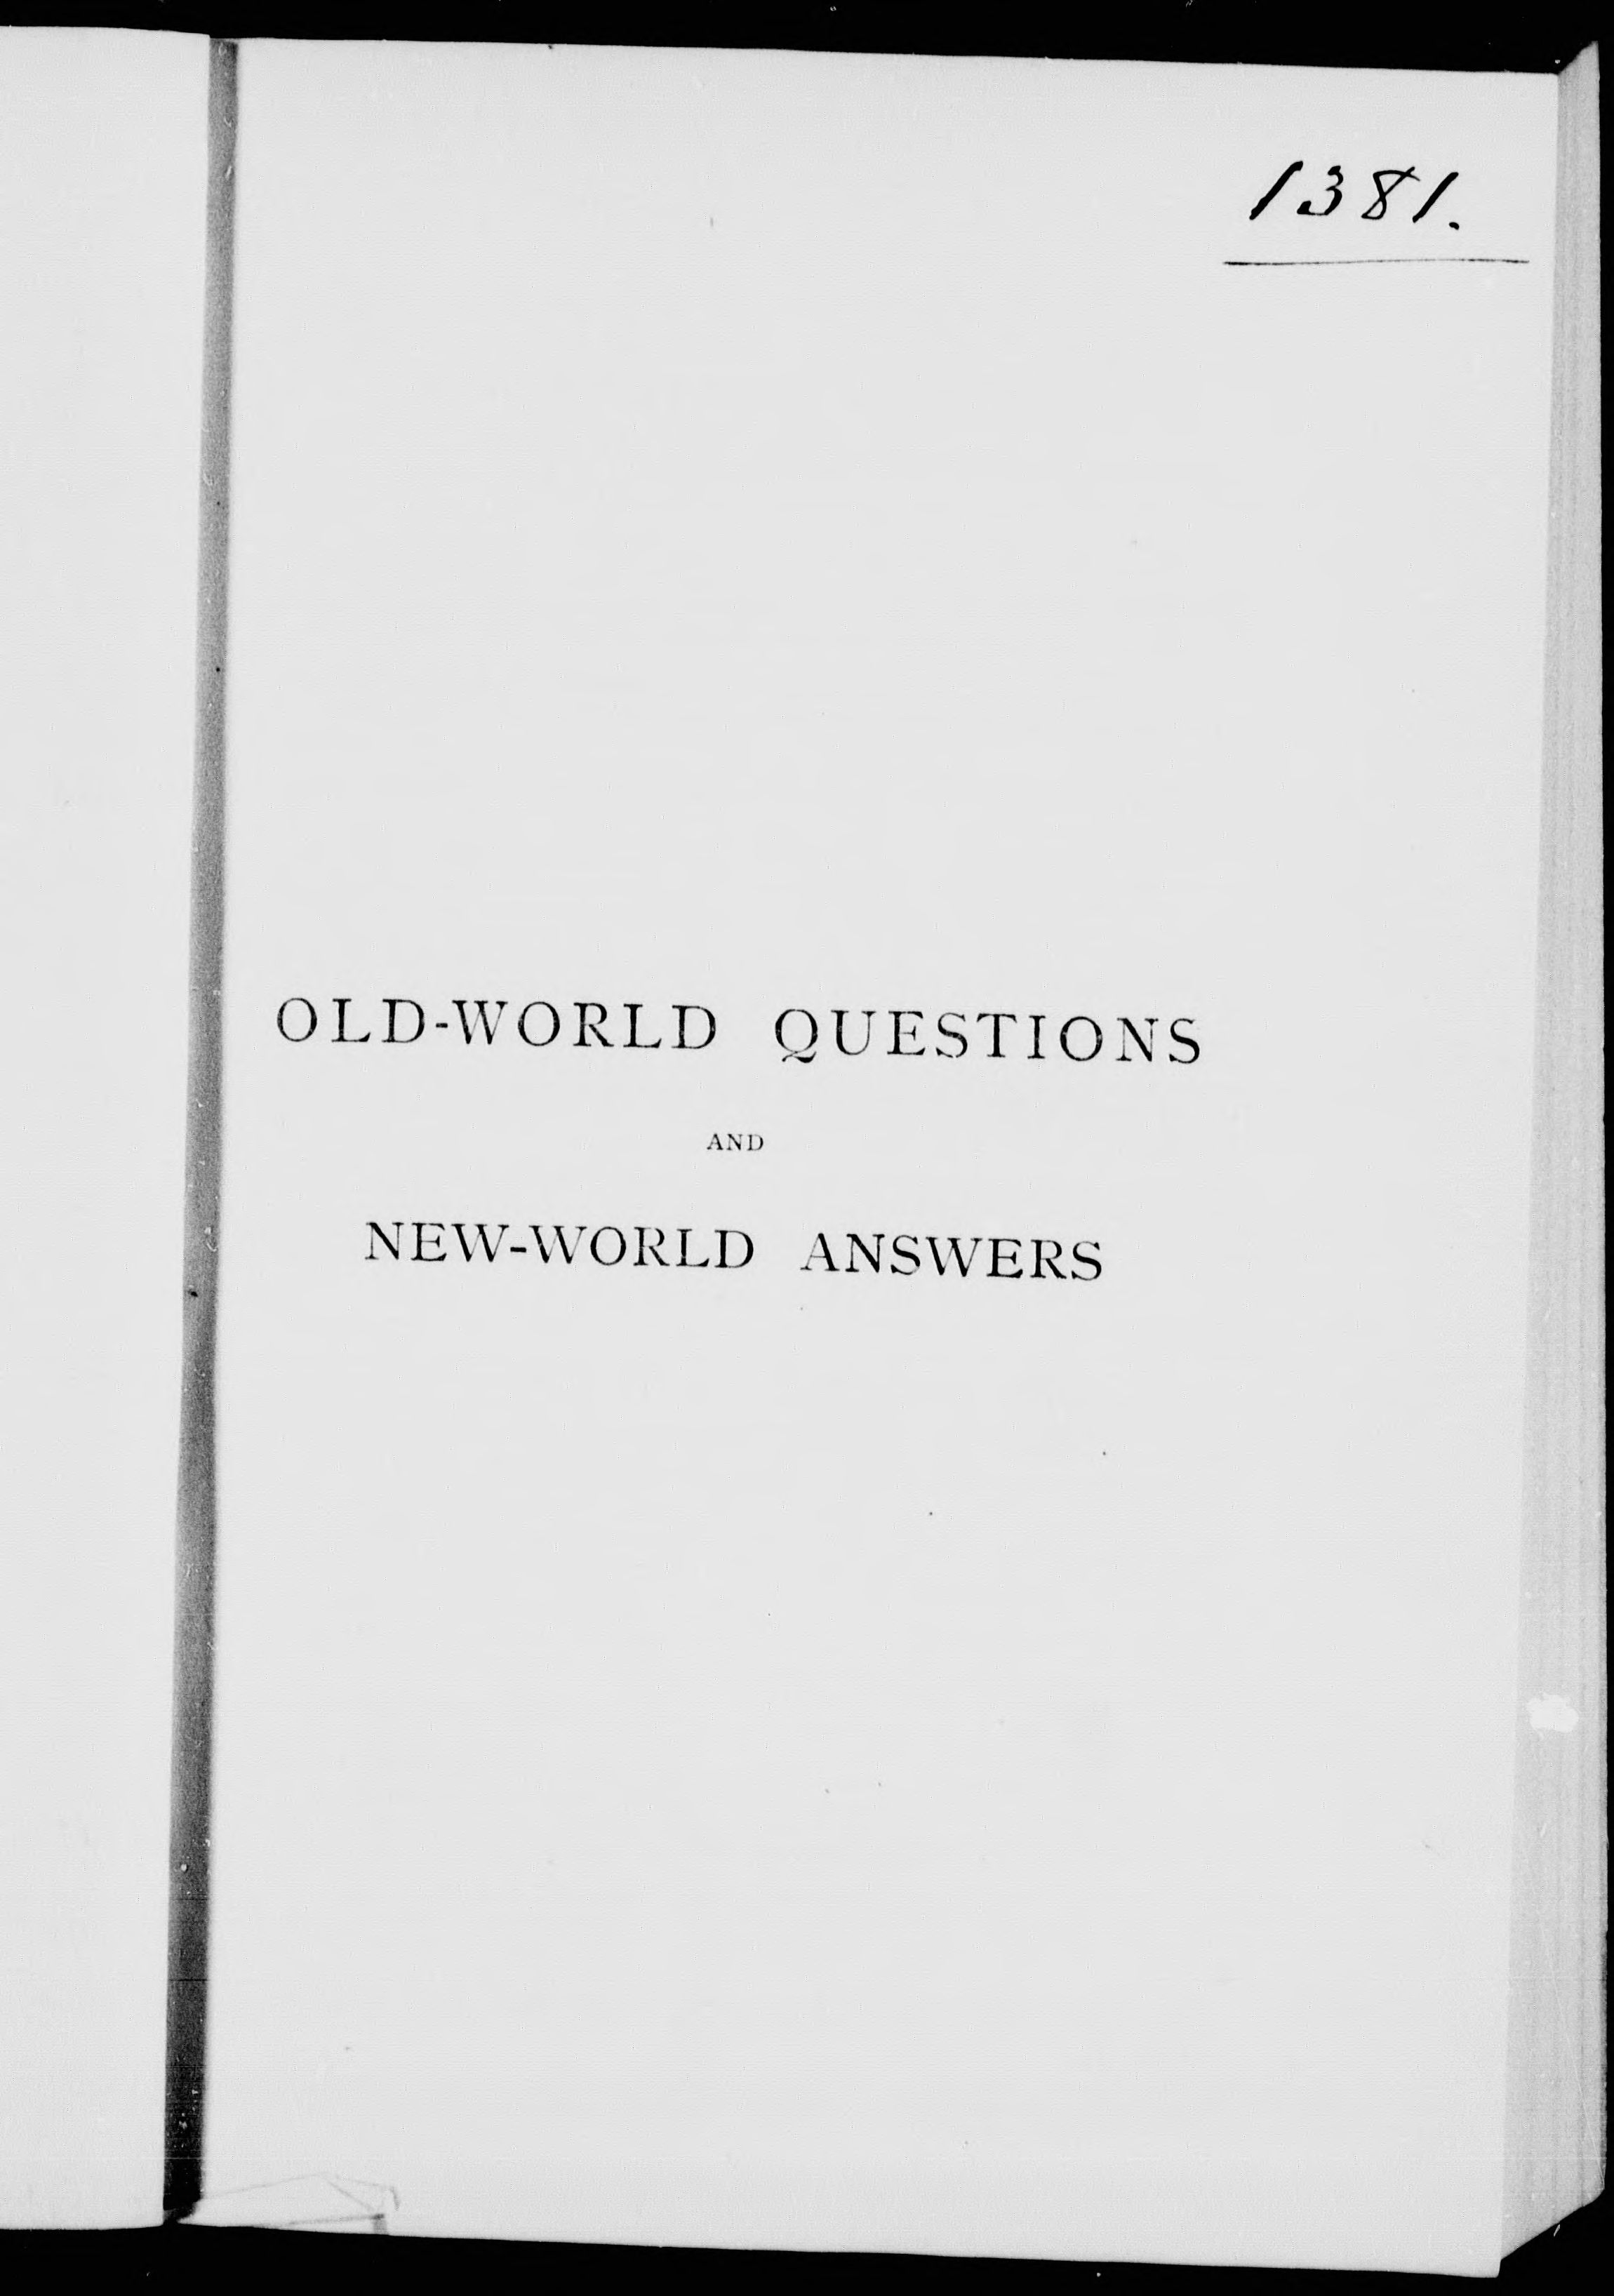 1381.
OLD-WORLD QUESTIONS
AND
NEW-WORLD ANSWERS